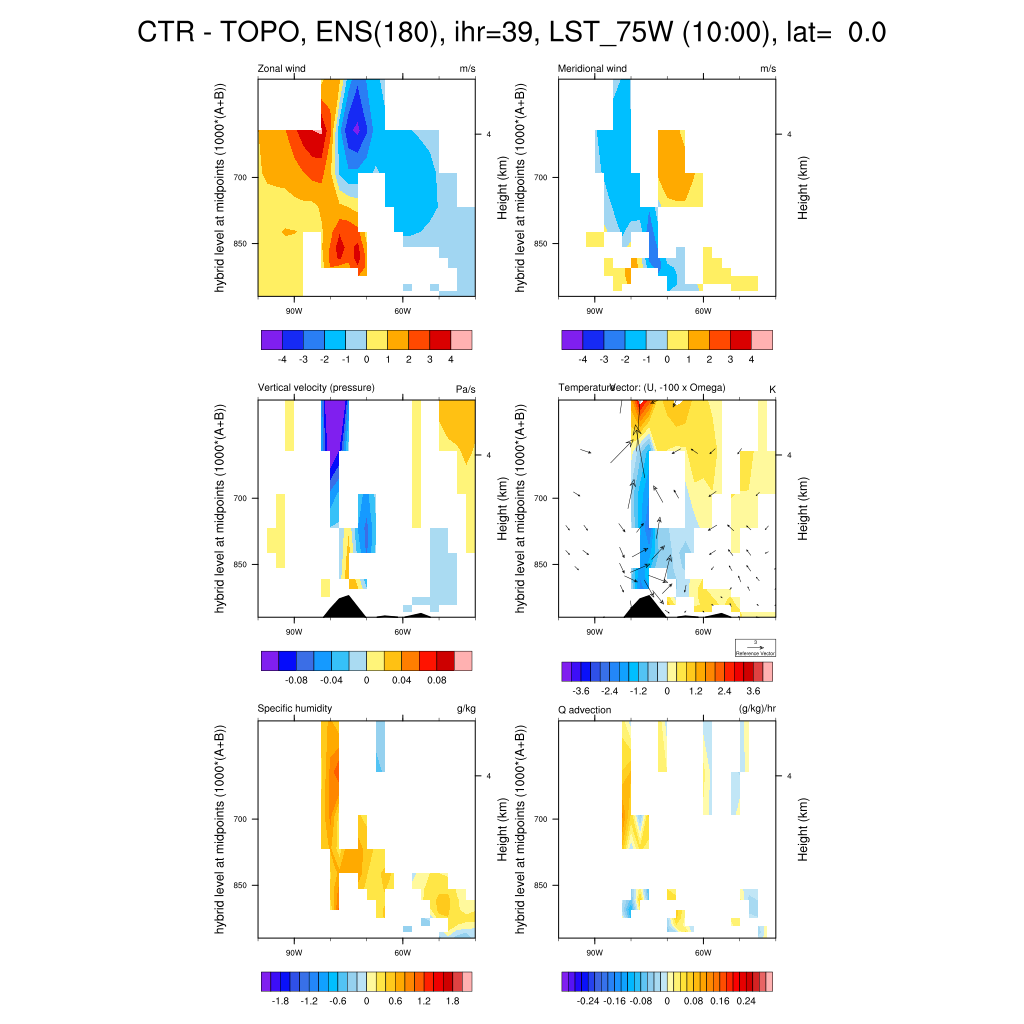 CTR - TOPO, ENS(180), ihr=39, LST_75W (10:00), lat= 0.0
Zonal wind m/s
hybrid level at midpoints (1000*(A+B))
700
850
4
Height (km)
90W 60W
-4 -3 -2 -1 0 1 2 3 4
Meridional wind m/s
hybrid level at midpoints (1000*(A+B))
700
850
4
Height (km)
90W 60W
-4 -3 -2 -1 0 1 2 3 4
Vertical velocity (pressure) Pa/s
hybrid level at midpoints (1000*(A+B))
700
850
4
Height (km)
90W 60W
-0.08 -0.04 0 0.04 0.08
Temperature Vector: (U, -100 x Omega) K
hybrid level at midpoints (1000*(A+B))
700
850
4
Height (km)
90W 60W
3
Reference Vector
-3.6 -2.4 -1.2 0 1.2 2.4 3.6
Specific humidity g/kg
hybrid level at midpoints (1000*(A+B))
700
850
4
Height (km)
90W 60W
-1.8 -1.2 -0.6 0 0.6 1.2 1.8
Q advection (g/kg)/hr
hybrid level at midpoints (1000*(A+B))
700
850
4
Height (km)
90W 60W
-0.24 -0.16 -0.08 0 0.08 0.16 0.24